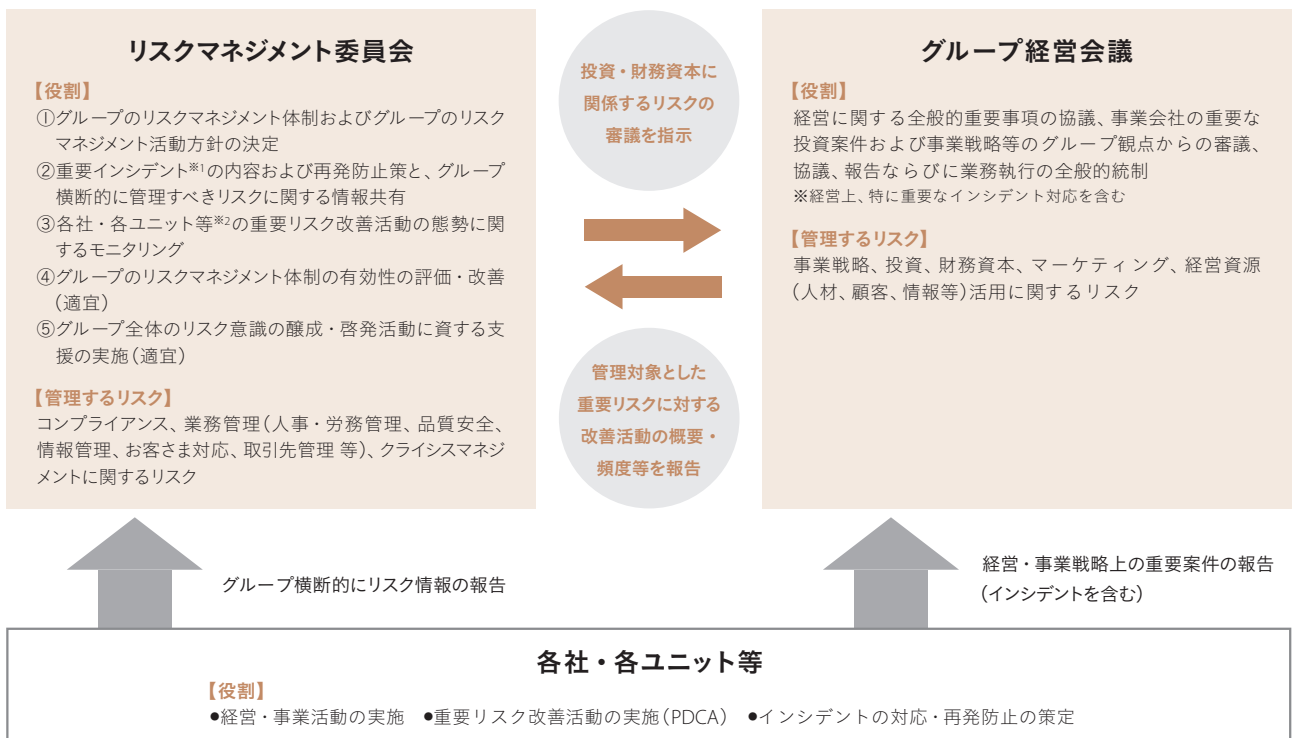 リスクマネジメント委員会
【役割】
①グループのリスクマネジメント体制およびグループのリスク
マネジメント活動方針の決定
②重要インシデント※1の内容および再発防止策と、グループ
横断的に管理すべきリスクに関する情報共有
③各社・各ユニット等※2の重要リスク改善活動の態勢に関
するモニタリング
④グループのリスクマネジメント体制の有効性の評価・改善
(適宜)
⑤グループ全体のリスク意識の醸成・啓発活動に資する支
援の実施(適宜)
【管理するリスク】
コンプライアンス、業務管理(人事・労務管理、品質安全、
情報管理、お客さま対応、取引先管理 等)、クライシスマネジ
メントに関するリスク
投資・財務資本に
関係するリスクの
審議を指示
管理対象とした
重要リスクに対する
改善活動の概要・
頻度等を報告
グループ経営会議
【役割】
経営に関する全般的重要事項の協議、事業会社の重要な
投資案件および事業戦略等のグループ観点からの審議、
協議、報告ならびに業務執行の全般的統制
※経営上、特に重要なインシデント対応を含む
【管理するリスク】
事業戦略、投資、財務資本、マーケティング、経営資源
(人材、顧客、情報等)活用に関するリスク
グループ横断的にリスク情報の報告
経営・事業戦略上の重要案件の報告
(インシデントを含む)
各社・各ユニット等
【役割】
●経営・事業活動の実施 ●重要リスク改善活動の実施(PDCA) ●インシデントの対応・再発防止の策定